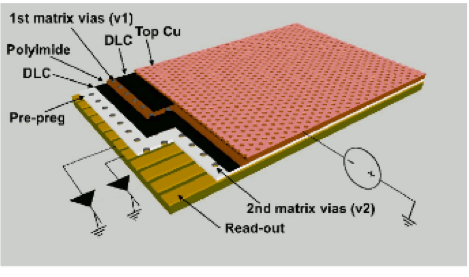 1st matrix vias (v1)
DLC Top Cu
Polyimide
DLC
Pre-preg
2nd matrix vias (v2)
Read-out